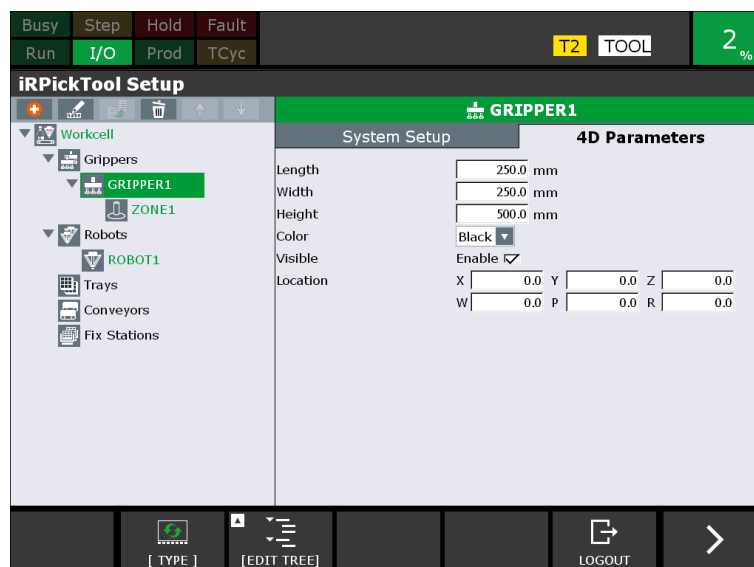 Busy Step Hold Fault
Run I/O Prod TCyc
T2 TOOL
2 %
iRPickTool Setup
GRIPPER1
Workcell
Grippers
GRIPPER1
ZONE1
Robots
ROBOT1
Trays
Conveyors
Fix Stations
System Setup 4D Parameters
Length 250.0 mm
Width 250.0 mm
Height 500.0 mm
Color Black
Visible Enable
Location X 0.0 Y 0.0 Z 0.0
W 0.0 P 0.0 R 0.0
[ TYPE ] [EDIT TREE] LOGOUT